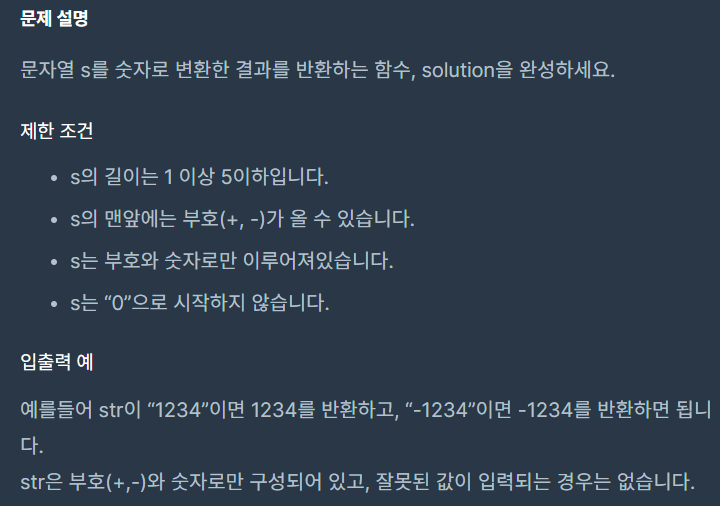 문제 설명
문자열 s를 숫자로 변환한 결과를 반환하는 함수, solution을 완성하세요.
제한 조건
• s의 길이는 1 이상 5이하입니다.
• s의 맨앞에는 부호(+, -)가 올 수 있습니다.
• s는 부호와 숫자로만 이루어져있습니다.
• s는 “0”으로 시작하지 않습니다.
입출력 예
예를들어 str이 “1234”이면 1234를 반환하고, “-1234”이면 -1234를 반환하면 됩니
다.
str은 부호(+,-)와 숫자로만 구성되어 있고, 잘못된 값이 입력되는 경우는 없습니다.